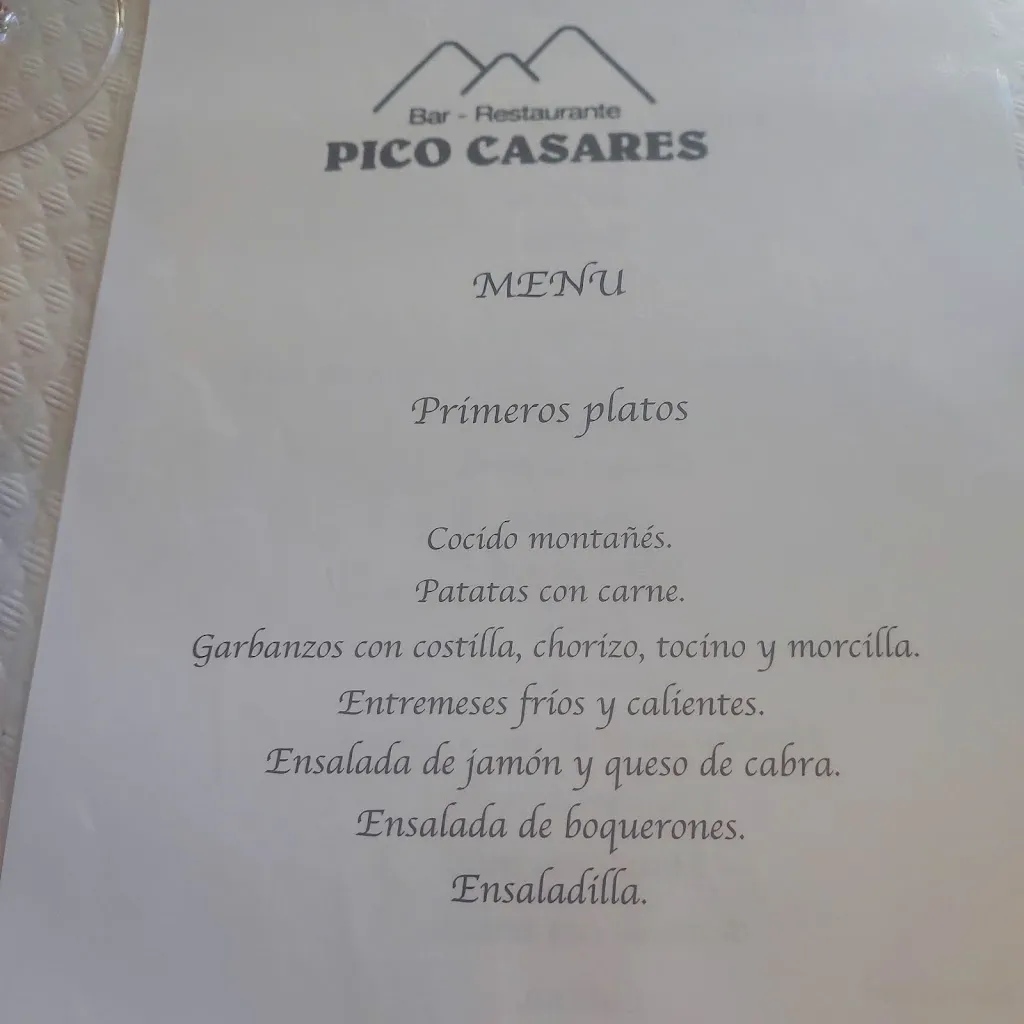 Bar - Restaurante
PICO CASARES
MENU
Primeros platos
Cocido montañés.
Patatas con carne.
Garbanzos con costilla, chorizo, tocino y morcilla.
Entremeses fríos y calientes.
Ensalada de jamón y queso de cabra.
Ensalada de boquerones.
Ensaladilla.